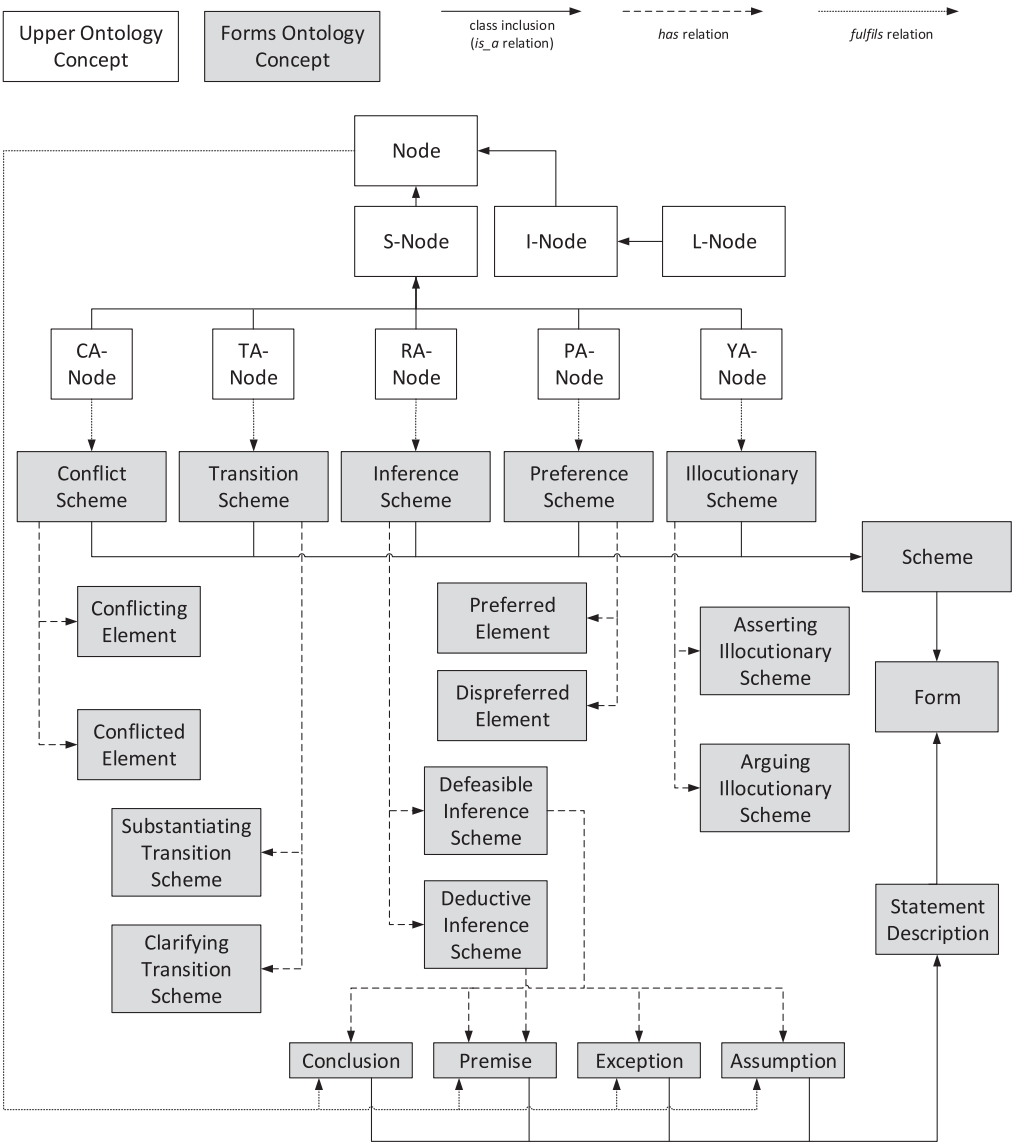 Upper Ontology
Concept
Forms Ontology
Concept
class inclusion
(is_a relation)
has relation
fulfils relation
Node
S-Node
I-Node
L-Node
CA-
Node
TA-
Node
RA-
Node
PA-
Node
YA-
Node
Conflict
Scheme
Transition
Scheme
Inference
Scheme
Preference
Scheme
Illocutionary
Scheme
Scheme
Conflicting
Element
Preferred
Element
Asserting
Illocutionary
Scheme
Form
Dispreferred
Element
Conflicted
Element
Arguing
Illocutionary
Scheme
Defeasible
Inference
Scheme
Substantiating
Transition
Scheme
Deductive
Inference
Scheme
Statement
Description
Clarifying
Transition
Scheme
Conclusion
Premise
Exception
Assumption